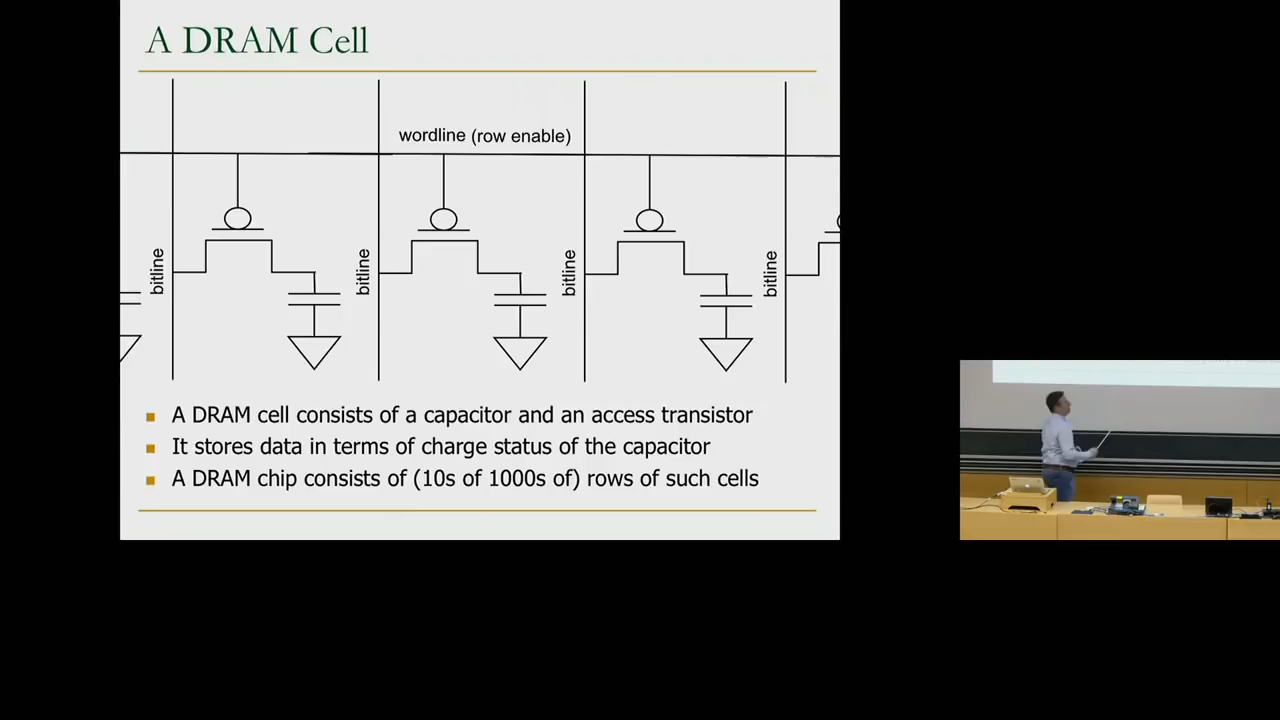 A DRAM Cell
wordline (row enable)
bitline
bitline
bitline
bitline
A DRAM cell consists of a capacitor and an access transistor
It stores data in terms of charge status of the capacitor
A DRAM chip consists of (10s of 1000s of) rows of such cells